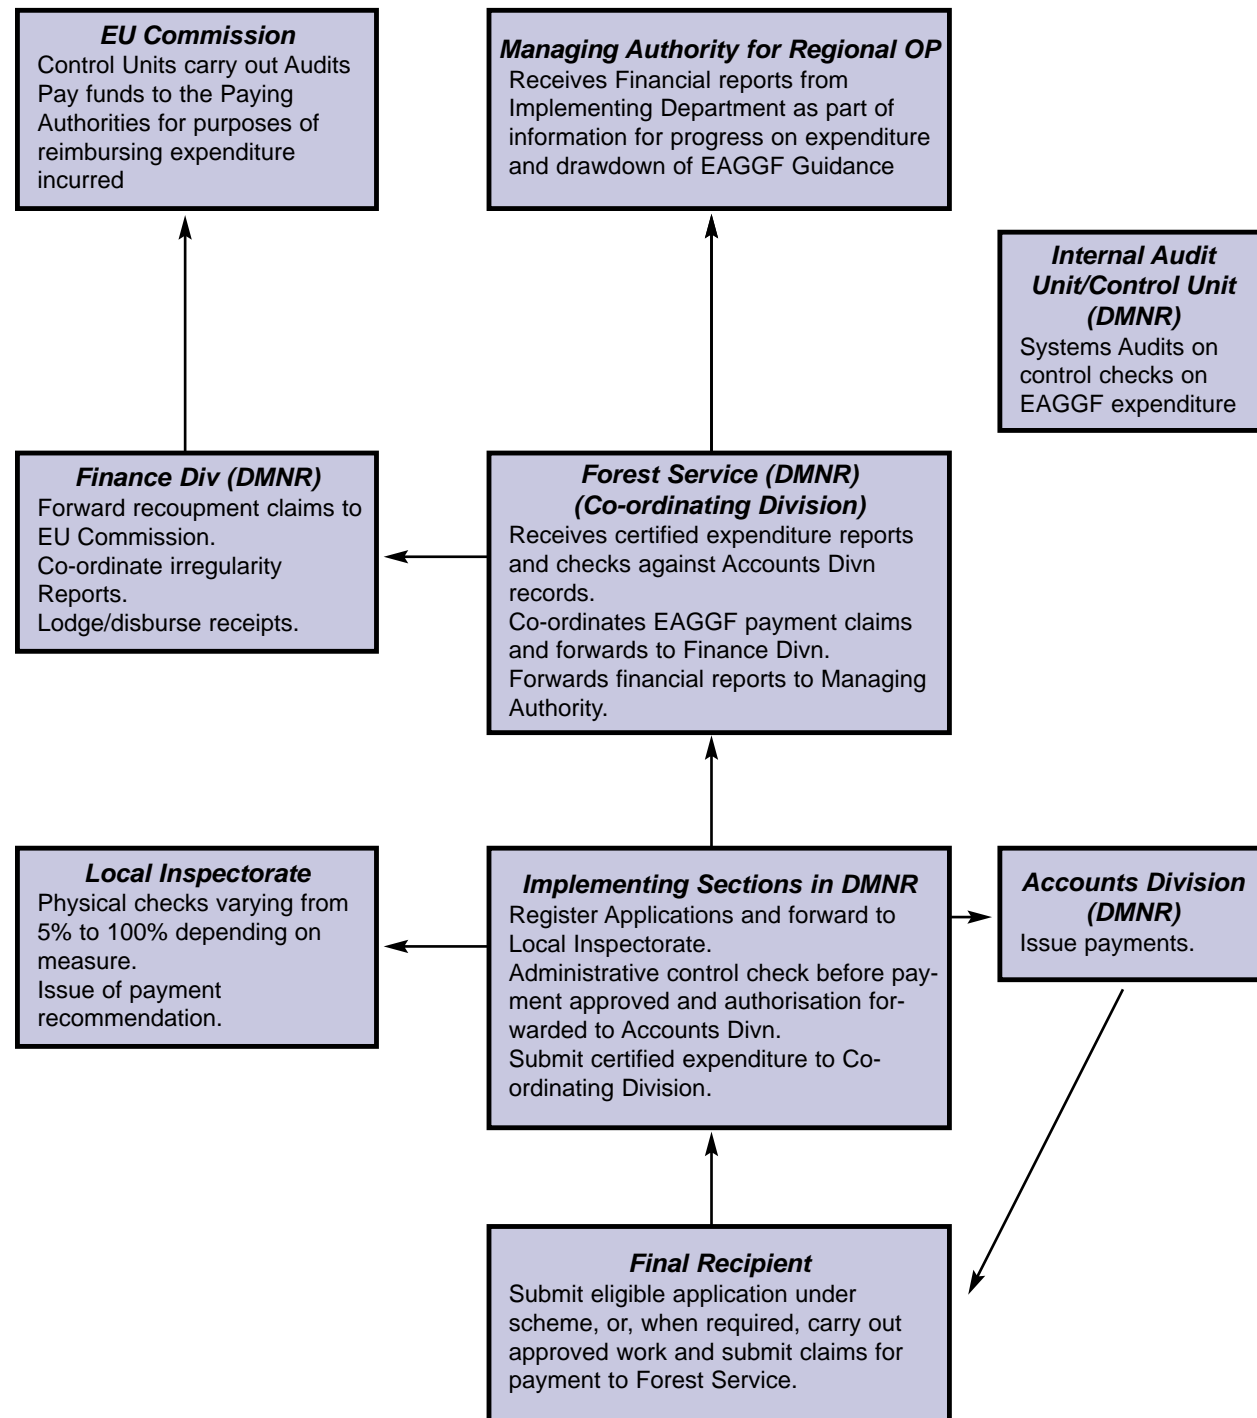 EU Commission
Control Units carry out Audits
Pay funds to the Paying
Authorities for purposes of
reimbursing expenditure
incurred
Managing Authority for Regional OP
Receives Financial reports from
Implementing Department as part of
information for progress on expenditure
and drawdown of EAGGF Guidance
Internal Audit
Unit/Control Unit
(DMNR)
Systems Audits on
control checks on
EAGGF expenditure
Finance Div (DMNR)
Forward recoupment claims to
EU Commission.
Co-ordinate irregularity
Reports.
Lodge/disburse receipts.
Forest Service (DMNR)
(Co-ordinating Division)
Receives certified expenditure reports
and checks against Accounts Divn
records.
Co-ordinates EAGGF payment claims
and forwards to Finance Divn.
Forwards financial reports to Managing
Authority.
Local Inspectorate
Physical checks varying from
5% to 100% depending on
measure.
Issue of payment
recommendation.
Implementing Sections in DMNR
Register Applications and forward to
Local Inspectorate.
Administrative control check before pay-
ment approved and authorisation for-
warded to Accounts Divn.
Submit certified expenditure to Co-
ordinating Division.
Accounts Division
(DMNR)
Issue payments.
Final Recipient
Submit eligible application under
scheme, or, when required, carry out
approved work and submit claims for
payment to Forest Service.